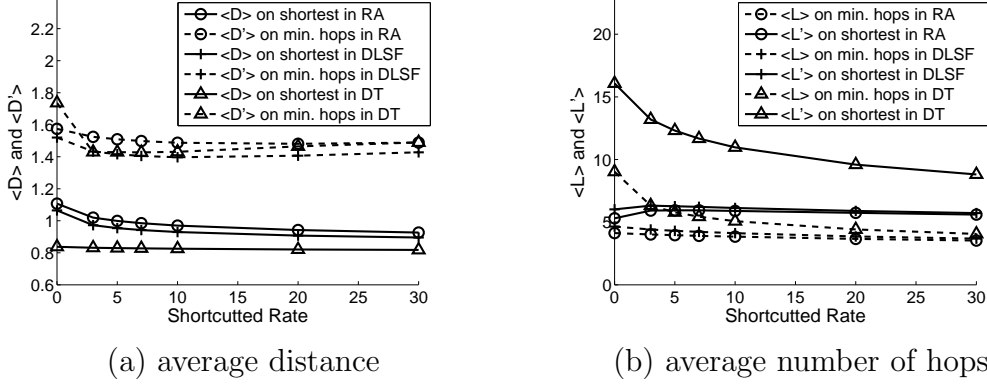 2.2
2
1.8
1.6
1.4
1.2
1
0.8
0.6
<D> and <D'>
<D> on shortest in RA
<D'> on min. hops in RA
<D> on shortest in DLSF
<D'> on min. hops in DLSF
<D> on shortest in DT
<D'> on min. hops in DT
0 5 10 15 20 25 30
Shortcutted Rate
(a) average distance
20
15
10
5
0
<L> and <L'>
<L> on min. hops in RA
<L'> on shortest in RA
<L> on min. hops in DLSF
<L'> on shortest in DLSF
<L> on min. hops in DT
<L'> on shortest in DT
0 5 10 15 20 25 30
Shortcutted Rate
(b) average number of hops